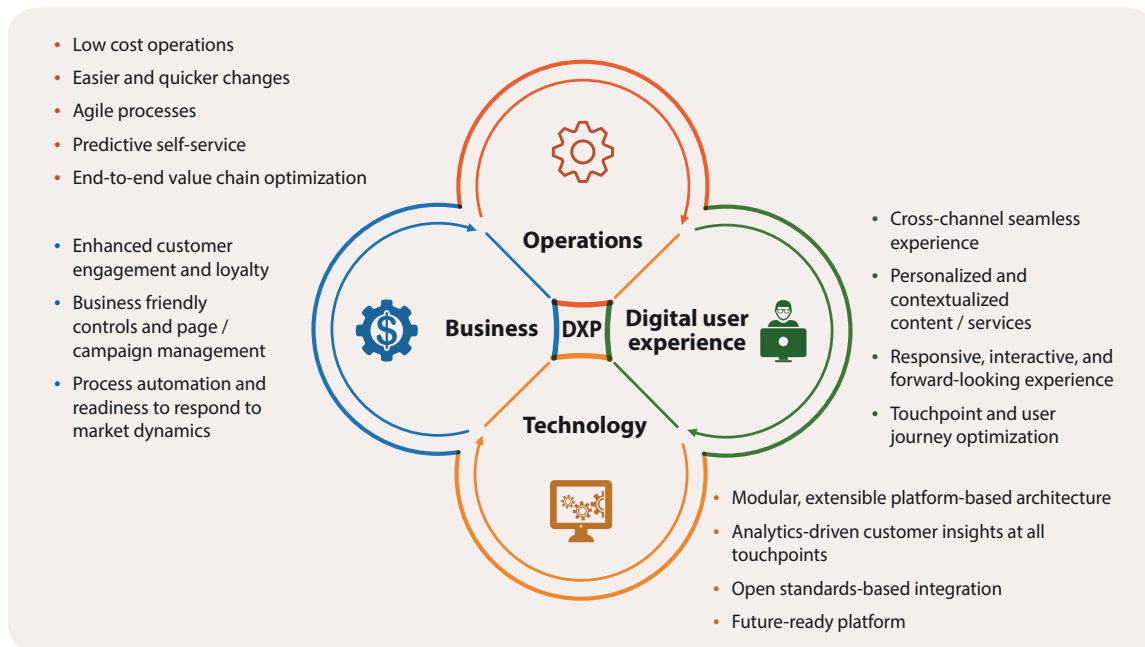 • Low cost operations
• Easier and quicker changes
• Agile processes
• Predictive self-service
• End-to-end value chain optimization
• Enhanced customer
engagement and loyalty
• Business friendly
controls and page /
campaign management
• Process automation and
readiness to respond to
market dynamics
Operations
Business
$
DXP
Digital user
experience
Technology
• Cross-channel seamless
experience
• Personalized and
contextualized
content / services
• Responsive, interactive, and
forward-looking experience
• Touchpoint and user
journey optimization
• Modular, extensible platform-based architecture
• Analytics-driven customer insights at all
touchpoints
• Open standards-based integration
• Future-ready platform